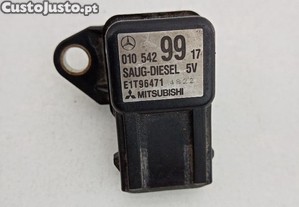 CustoJusto.pt
010 542 99 17
SAUG-DIESEL 5V
E1T96471
MITSUBISHI